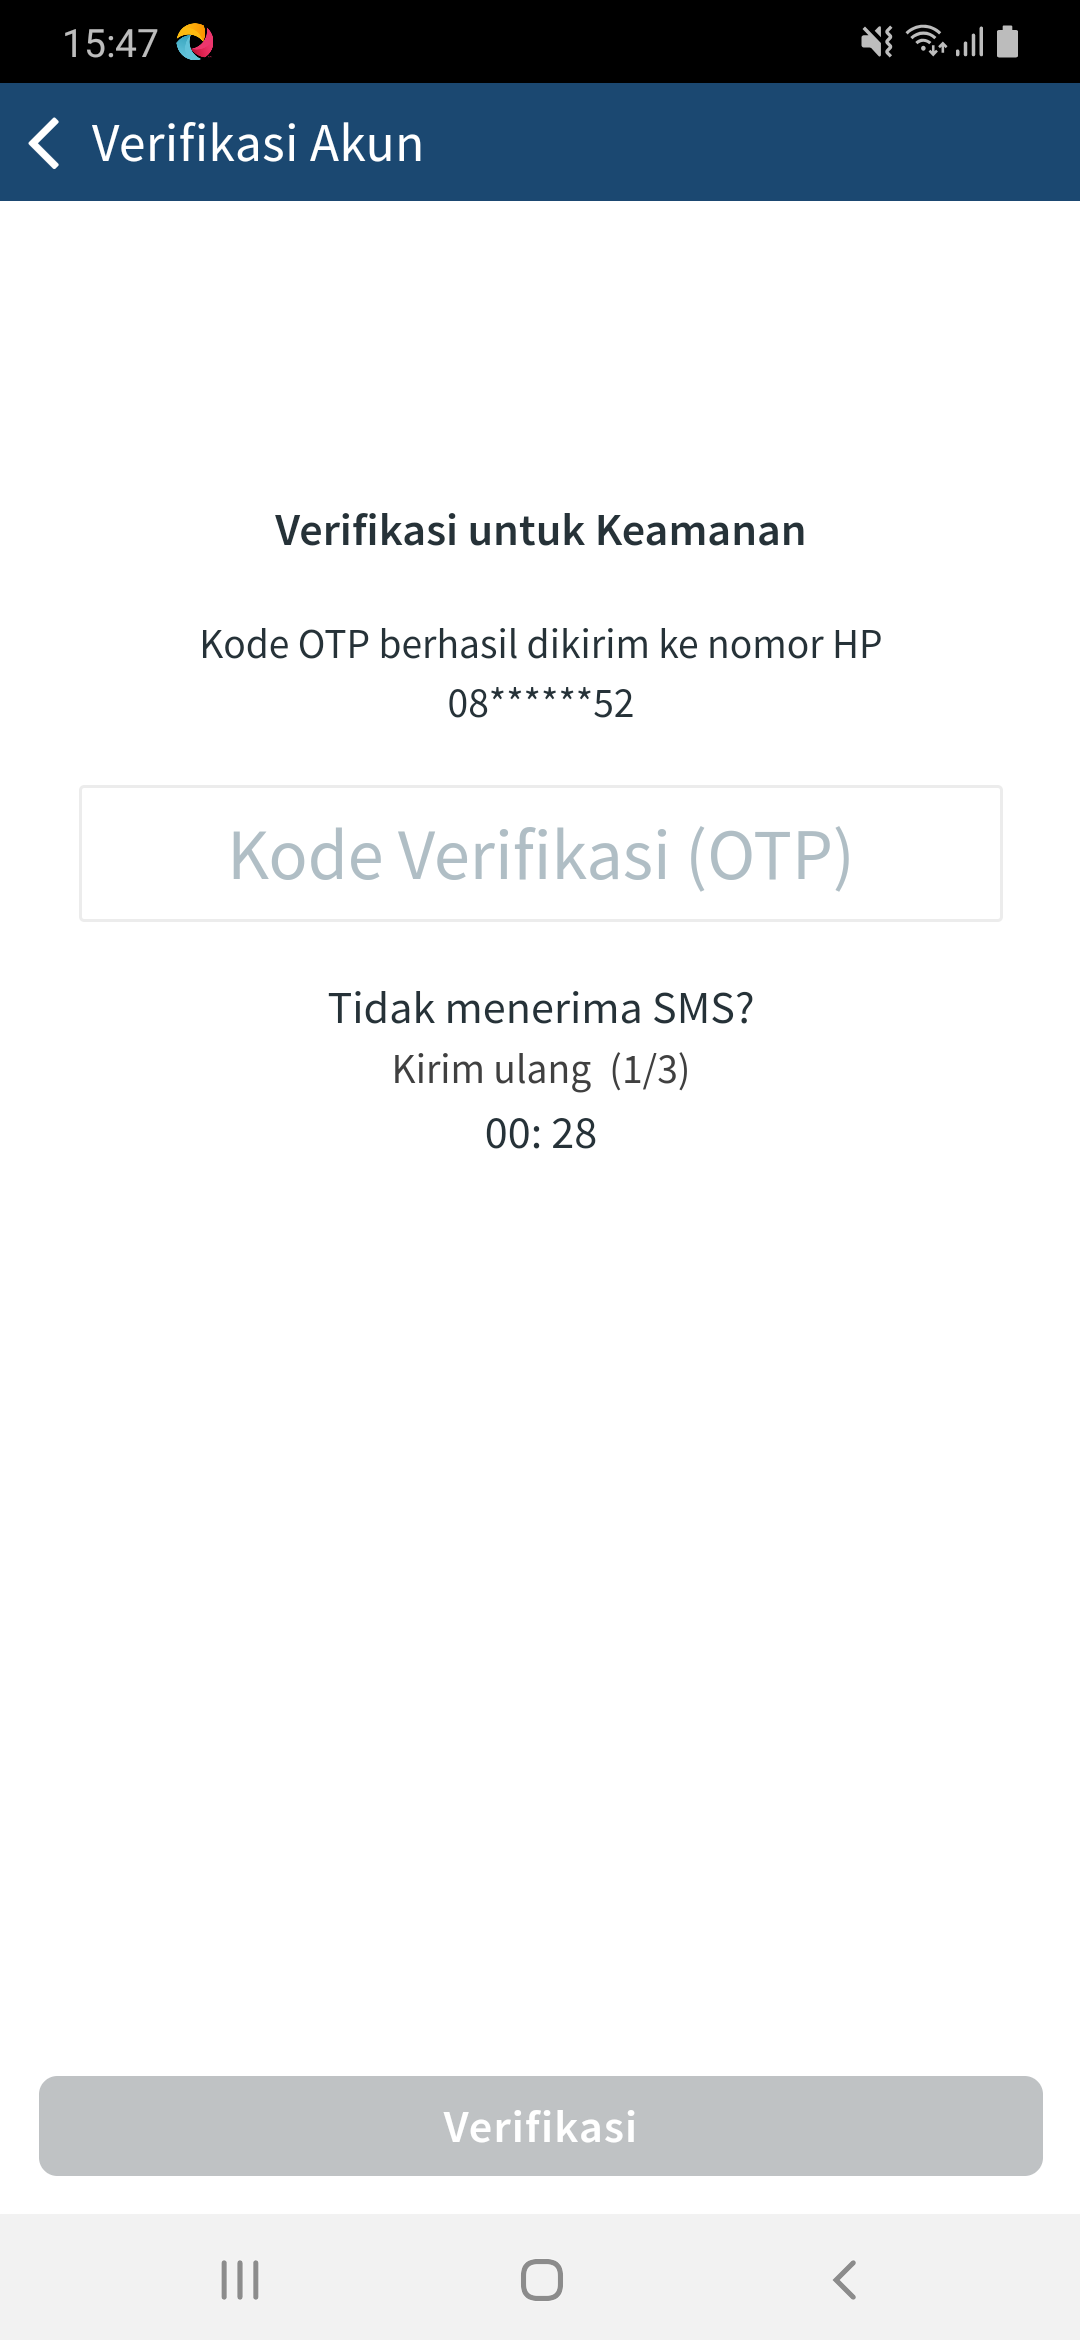 15:47
Verifikasi Akun
Verifikasi untuk Keamanan
Kode OTP berhasil dikirim ke nomor HP
08******52
Kode Verifikasi (OTP)
Tidak menerima SMS?
Kirim ulang  (1/3)
00: 28
Verifikasi